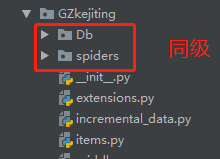 GZkejiting
Db
同级
spiders
__init__.py
extensions.py
incremental_data.py
items.py